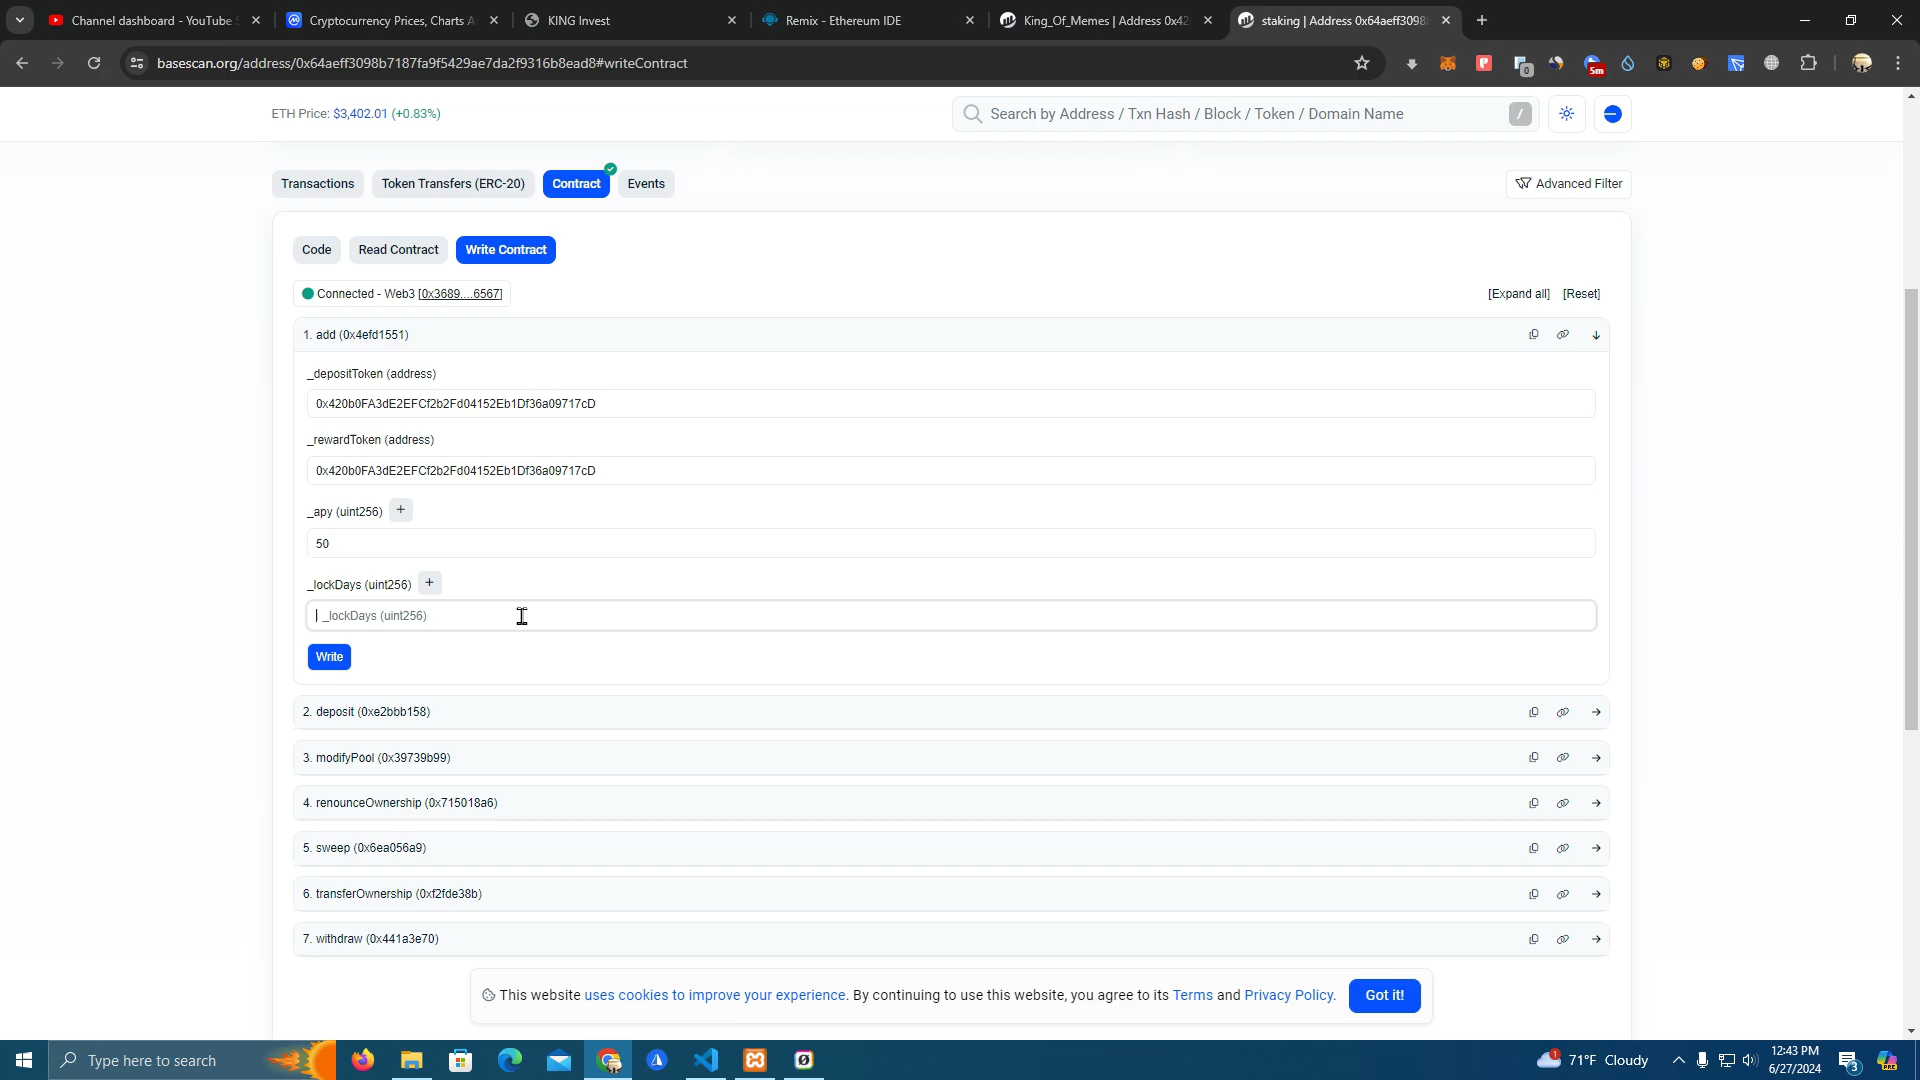 Channel dashboard - YouTube
Cryptocurrency Prices, Charts A
KING Invest
Remix - Ethereum IDE
King_Of_Memes | Address 0x42
staking | Address 0x64aeff3098
basescan.org/address/0x64aeff3098b7187fa9f5429ae7da2f9316b8ead8#writeContract
0
5m
ETH Price: $3,402.01 (+0.83%)
Search by Address / Txn Hash / Block / Token / Domain Name
/
Transactions
Token Transfers (ERC-20)
Contract
Events
Advanced Filter
Code
Read Contract
Write Contract
Connected - Web3 [0x3689....6567]
[Expand all]
[Reset]
1. add (0x4efd1551)
_depositToken (address)
0x420b0FA3dE2EFCf2b2Fd04152Eb1Df36a09717cD
_rewardToken (address)
0x420b0FA3dE2EFCf2b2Fd04152Eb1Df36a09717cD
_apy (uint256) +
50
_lockDays (uint256) +
_lockDays (uint256)
Write
2. deposit (0xe2bbb158)
3. modifyPool (0x39739b99)
4. renounceOwnership (0x715018a6)
5. sweep (0x6ea056a9)
6. transferOwnership (0xf2fde38b)
7. withdraw (0x441a3e70)
This website uses cookies to improve your experience. By continuing to use this website, you agree to its Terms and Privacy Policy.
Got it!
Type here to search
1
71°F Cloudy
12:43 PM
6/27/2024
3
PRE